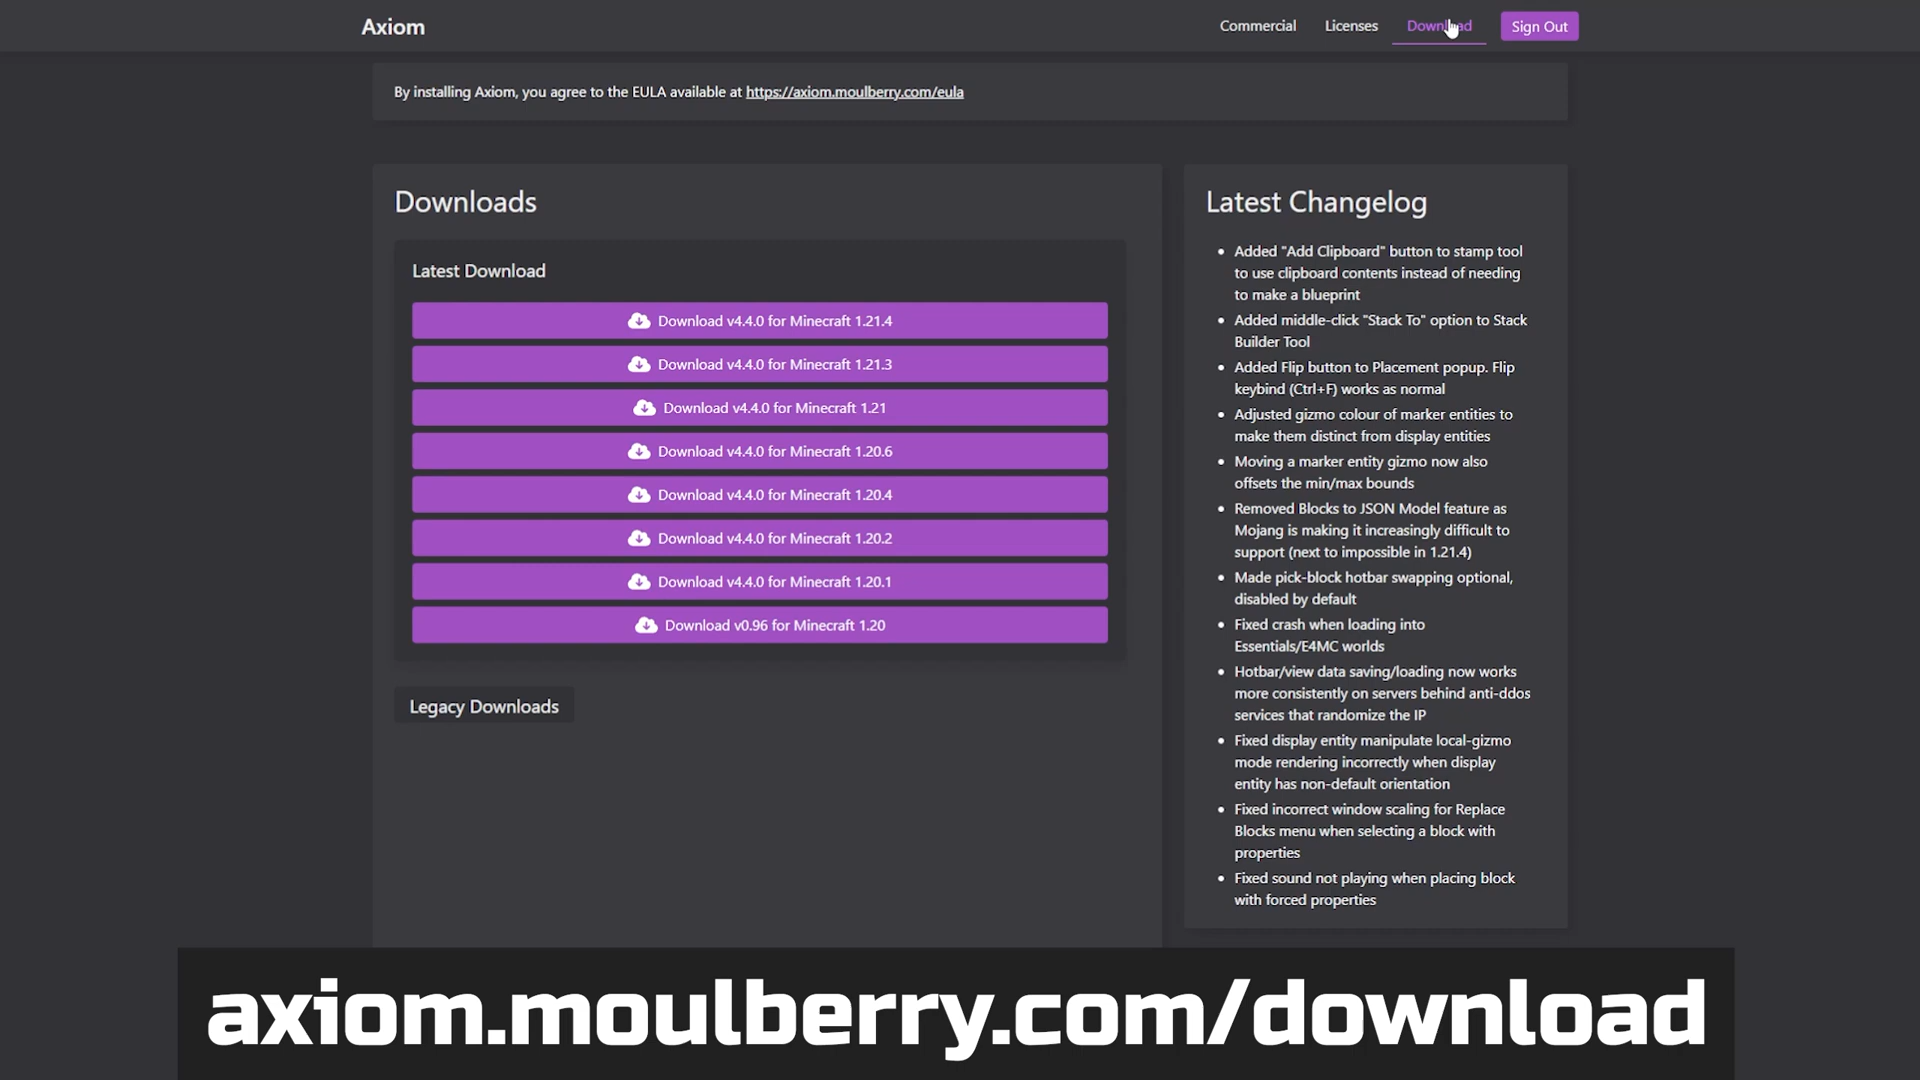 Axiom
Commercial
Licenses
Download
Sign Out
By installing Axiom, you agree to the EULA available at https://axiom.moulberry.com/eula
Downloads
Latest Download
Download v4.4.0 for Minecraft 1.21.4
Download v4.4.0 for Minecraft 1.21.3
Download v4.4.0 for Minecraft 1.21
Download v4.4.0 for Minecraft 1.20.6
Download v4.4.0 for Minecraft 1.20.4
Download v4.4.0 for Minecraft 1.20.2
Download v4.4.0 for Minecraft 1.20.1
Download v0.96 for Minecraft 1.20
Legacy Downloads
Latest Changelog
• Added "Add Clipboard" button to stamp tool
to use clipboard contents instead of needing
to make a blueprint
• Added middle-click "Stack To" option to Stack
Builder Tool
• Added Flip button to Placement popup. Flip
keybind (Ctrl+F) works as normal
• Adjusted gizmo colour of marker entities to
make them distinct from display entities
• Moving a marker entity gizmo now also
offsets the min/max bounds
• Removed Blocks to JSON Model feature as
Mojang is making it increasingly difficult to
support (next to impossible in 1.21.4)
• Made pick-block hotbar swapping optional,
disabled by default
• Fixed crash when loading into
Essentials/E4MC worlds
• Hotbar/view data saving/loading now works
more consistently on servers behind anti-ddos
services that randomize the IP
• Fixed display entity manipulate local-gizmo
mode rendering incorrectly when display
entity has non-default orientation
• Fixed incorrect window scaling for Replace
Blocks menu when selecting a block with
properties
• Fixed sound not playing when placing block
with forced properties
axiom.moulberry.com/download